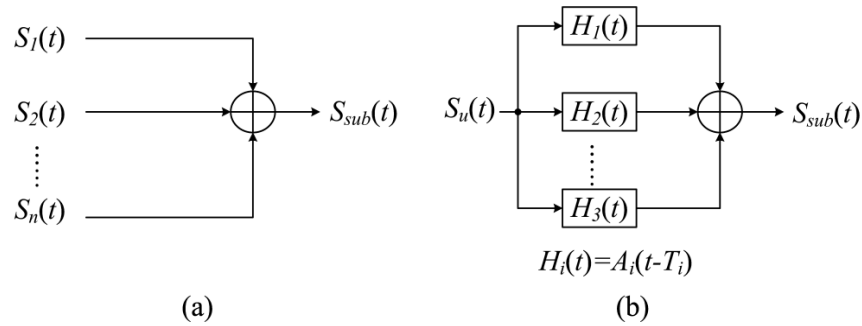 S1(t)
S2(t)
Sn(t)
Ssub(t)
(a)
Su(t)
H1(t)
H2(t)
H3(t)
Ssub(t)
Hi(t)=Ai(t-Ti)
(b)